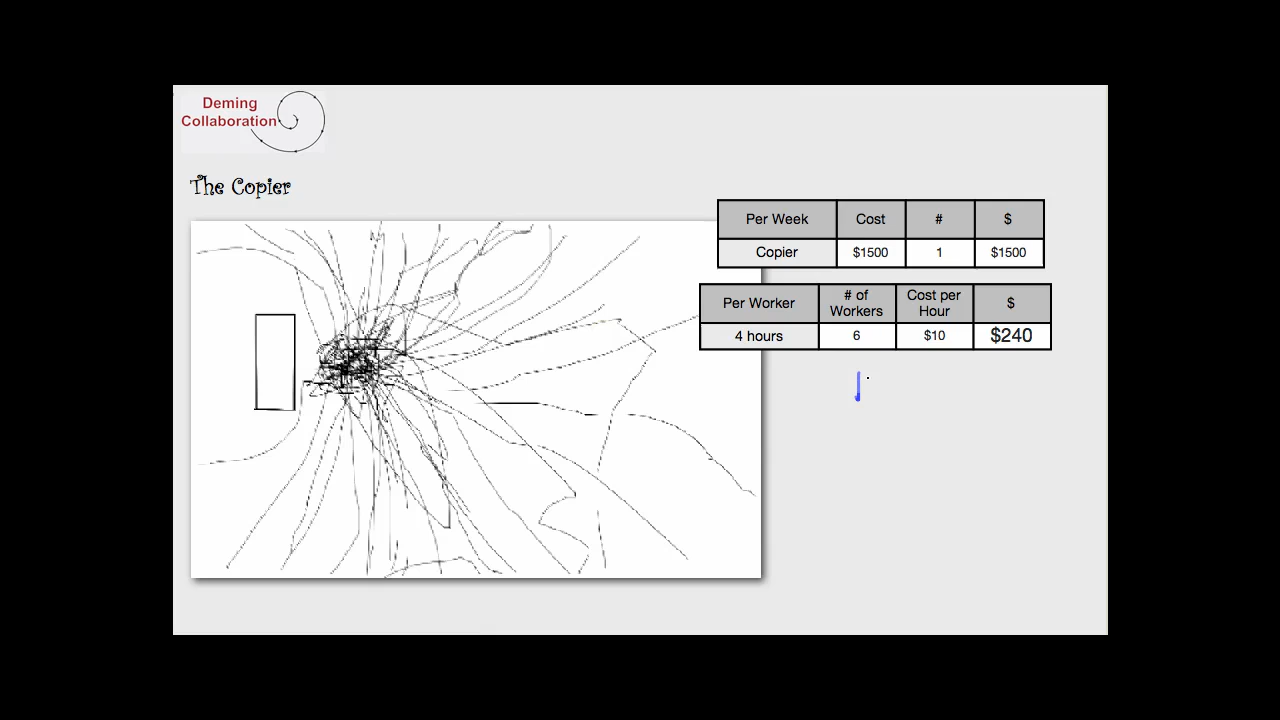 Deming
Collaboration
The Copier
Per Week Cost # $
Copier $1500 1 $1500
Per Worker # of Workers Cost per Hour $
4 hours 6 $10 $240